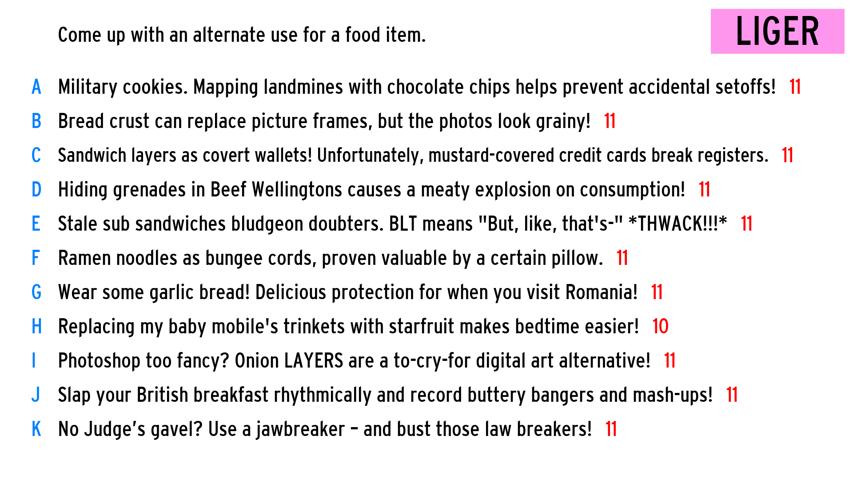 Come up with an alternate use for a food item.
LIGER
A Military cookies. Mapping landmines with chocolate chips helps prevent accidental setoffs! 11
B Bread crust can replace picture frames, but the photos look grainy! 11
C Sandwich layers as covert wallets! Unfortunately, mustard-covered credit cards break registers. 11
D Hiding grenades in Beef Wellingtons causes a meaty explosion on consumption! 11
E Stale sub sandwiches bludgeon doubters. BLT means "But, like, that's-" *THWACK!!!* 11
F Ramen noodles as bungee cords, proven valuable by a certain pillow. 11
G Wear some garlic bread! Delicious protection for when you visit Romania! 11
H Replacing my baby mobile's trinkets with starfruit makes bedtime easier! 10
I Photoshop too fancy? Onion LAYERS are a to-cry-for digital art alternative! 11
J Slap your British breakfast rhythmically and record buttery bangers and mash-ups! 11
K No Judge’s gavel? Use a jawbreaker – and bust those law breakers! 11